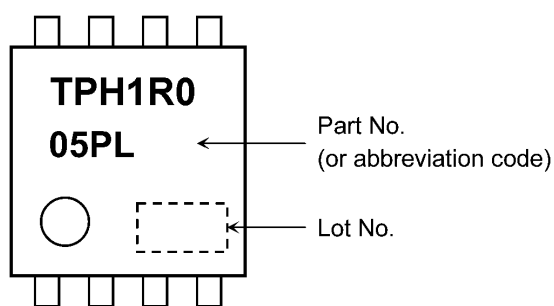 TPH1R0
05PL
Part No.
(or abbreviation code)
Lot No.